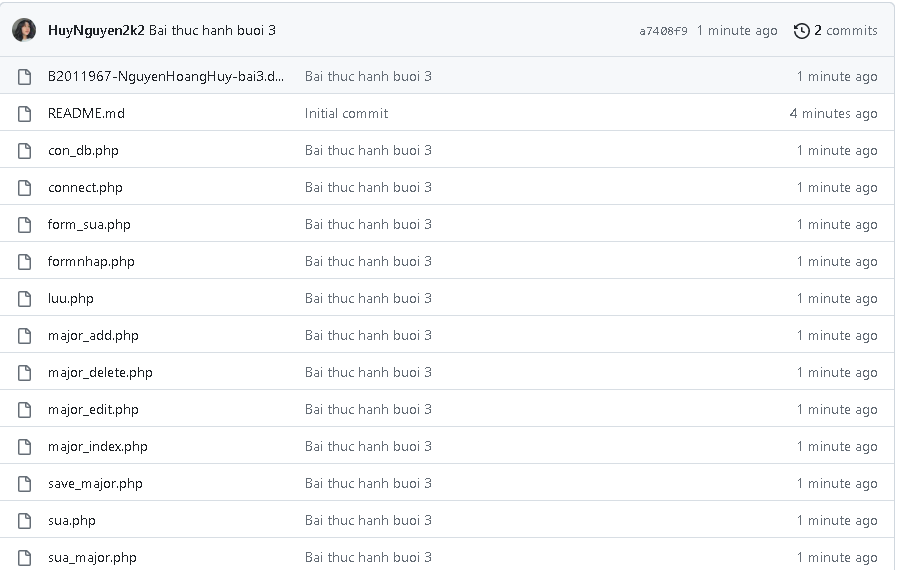 HuyNguyen2k2 Bai thuc hanh buoi 3 a7408f9 1 minute ago 2 commits
B2011967-NguyenHoangHuy-bai3.d... Bai thuc hanh buoi 3 1 minute ago
README.md Initial commit 4 minutes ago
con_db.php Bai thuc hanh buoi 3 1 minute ago
connect.php Bai thuc hanh buoi 3 1 minute ago
form_sua.php Bai thuc hanh buoi 3 1 minute ago
formnhap.php Bai thuc hanh buoi 3 1 minute ago
luu.php Bai thuc hanh buoi 3 1 minute ago
major_add.php Bai thuc hanh buoi 3 1 minute ago
major_delete.php Bai thuc hanh buoi 3 1 minute ago
major_edit.php Bai thuc hanh buoi 3 1 minute ago
major_index.php Bai thuc hanh buoi 3 1 minute ago
save_major.php Bai thuc hanh buoi 3 1 minute ago
sua.php Bai thuc hanh buoi 3 1 minute ago
sua_major.php Bai thuc hanh buoi 3 1 minute ago